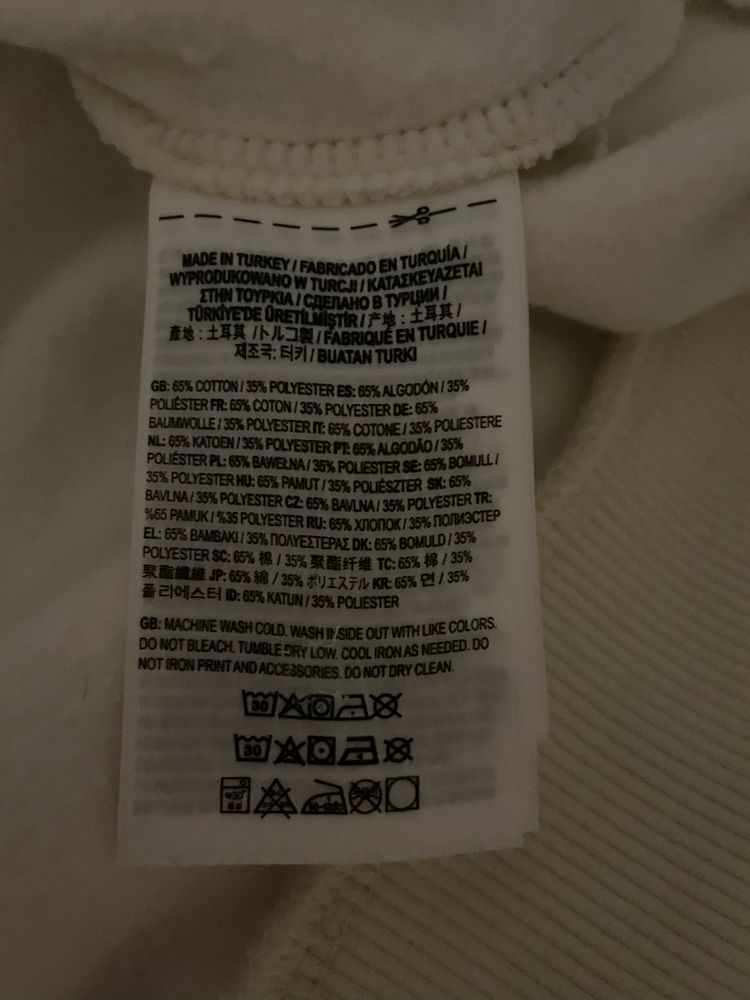 MADE IN TURKEY / FABRICADO EN TURQUÍA /
WYPRODUKOWANO W TURCJI / ΚΑΤΑΣΚΕΥΑΖΕΤΑΙ
ΣΤΗΝ ΤΟΥΡΚΙΑ / СДЕЛАНО В ТУРЦИИ /
TÜRKİYE'DE ÜRETİLMİŞTİR / 产地 : 土耳其 /
產地 : 土耳其 / トルコ製 / FABRIQUÉ EN TURQUIE /
제조국: 터키 / BUATAN TURKI
GB: 65% COTTON / 35% POLYESTER ES: 65% ALGODÓN / 35%
POLIÉSTER FR: 65% COTON / 35% POLYESTER DE: 65%
BAUMWOLLE / 35% POLYESTER IT: 65% COTONE / 35% POLIESTERE
NL: 65% KATOEN / 35% POLYESTER PT: 65% ALGODÃO / 35%
POLIÉSTER PL: 65% BAWEŁNA / 35% POLIESTER SE: 65% BOMULL /
35% POLYESTER HU: 65% PAMUT / 35% POLIÉSZTER SK: 65%
BAVLNA / 35% POLYESTER CZ: 65% BAVLNA / 35% POLYESTER TR:
%65 PAMUK / %35 POLYESTER RU: 65% ХЛОПОК / 35% ПОЛИЭСТЕР
EL: 65% ΒΑΜΒΑΚΙ / 35% ΠΟΛΥΕΣΤΕΡΑΣ DK: 65% BOMULD / 35%
POLYESTER SC: 65% 棉 / 35% 聚酯纤维 TC: 65% 棉 / 35%
聚酯纖維 JP: 65% 綿 / 35% ポリエステル KR: 65% 면 / 35%
폴리에스터 ID: 65% KATUN / 35% POLIESTER
GB: MACHINE WASH COLD. WASH INSIDE OUT WITH LIKE COLORS.
DO NOT BLEACH. TUMBLE DRY LOW. COOL IRON AS NEEDED. DO
NOT IRON PRINT AND ACCESSORIES. DO NOT DRY CLEAN.
30
30
30